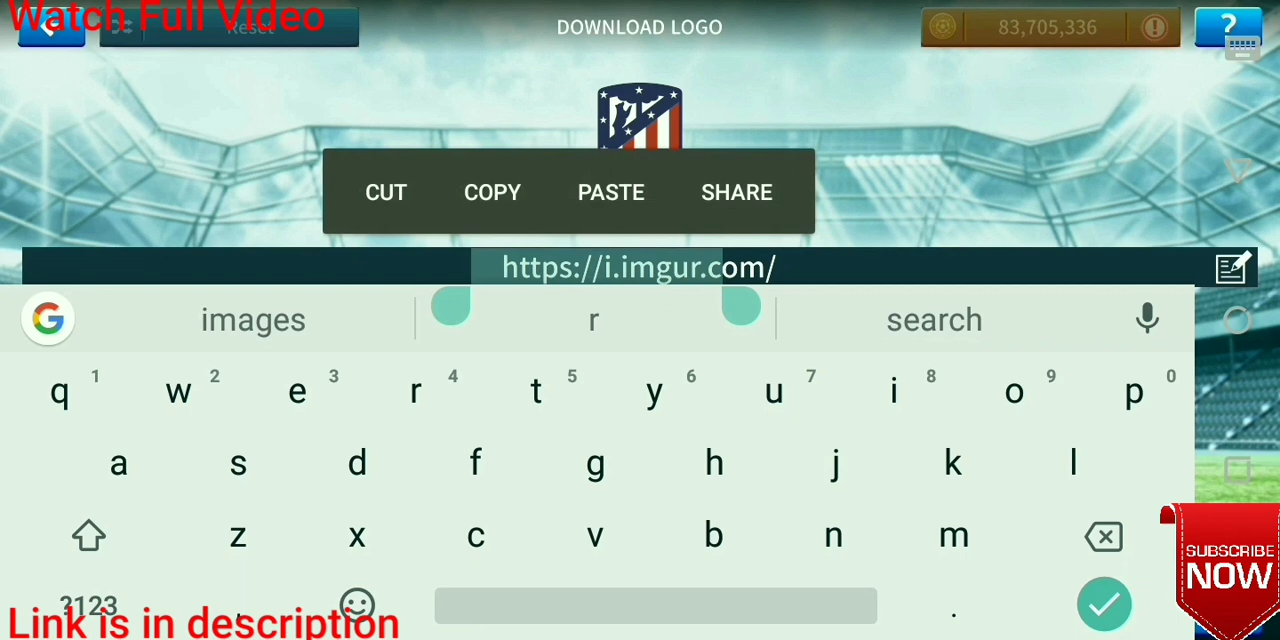 Watch Full Video
Reset
DOWNLOAD LOGO
83,705,336
?
CUT COPY PASTE SHARE
https://i.imgur.com/
images r search
q 1 w 2 e 3 r 4 t 5 y 6 u 7 i 8 o 9 p 0
a s d f g h j k l
z x c v b n m
?123 , .
Link is in description
SUBSCRIBE
NOW